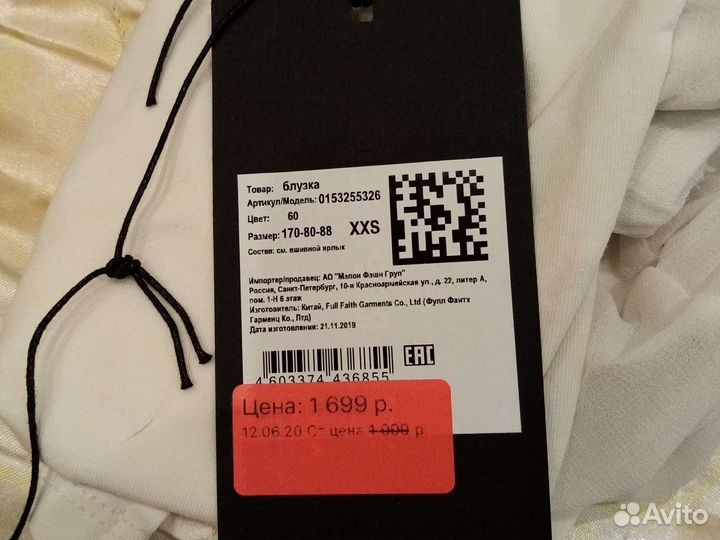 Товар: блузка
Артикул/Модель: 0153255326
Цвет: 60
Размер: 170-80-88 XXS
Состав: см. вшивной ярлык
Импортер/продавец: АО "Мэлон Фэшн Груп"
Россия, Санкт-Петербург, 10-я Красноармейская ул., д. 22, литер А,
пом. 1-Н 6 этаж
Изготовитель: Китай, Full Faith Garments Co., Ltd (Фулл Фаитх
Гарменц Ко., Лтд)
Дата изготовления: 21.11.2019
4 603374 436855
EAC
Цена: 1 699 р.
12.06.20 От цена 1 999 р
Avito